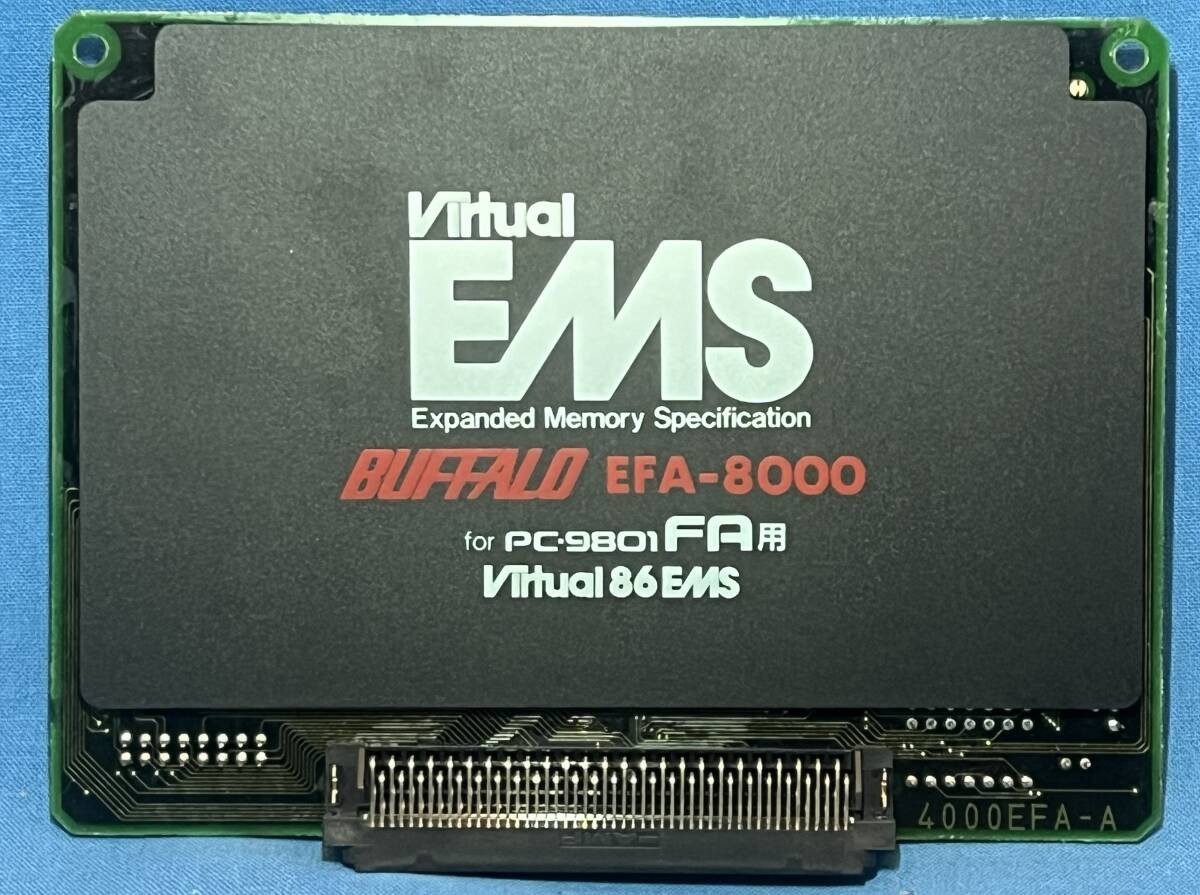 Virtual
EMS
Expanded Memory Specification
BUFFALO EFA-8000
for PC-9801FA用
Virtual 86 EMS
4000EFA-A